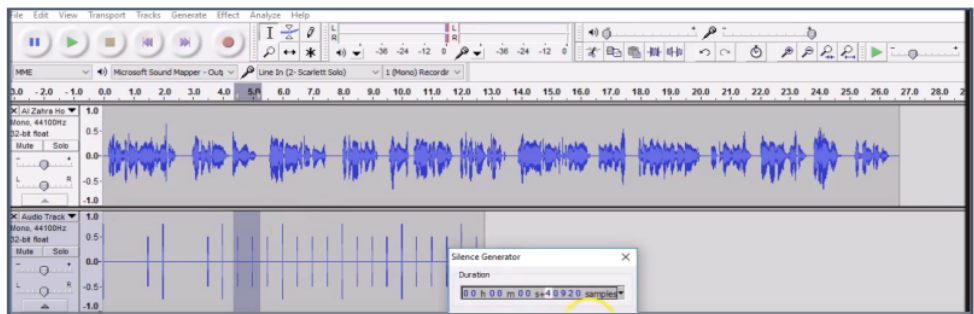 File Edit View Transport Tracks Generate Effect Analyze Help
L R L R
-36 -24 -12 0 -36 -24 -12 0
MME Microsoft Sound Mapper - Outp Line In (2- Scarlett Solo) 1 (Mono) Recordir
3.0 -2.0 -1.0 0.0 1.0 2.0 3.0 4.0 5.0 6.0 7.0 8.0 9.0 10.0 11.0 12.0 13.0 14.0 15.0 16.0 17.0 18.0 19.0 20.0 21.0 22.0 23.0 24.0 25.0 26.0 27.0 28.0 2
X Al Zahra Ho 1.0
Mono, 44100Hz
32-bit float 0.5
Mute Solo
- + 0.0
L R -0.5
-1.0
X Audio Track 1.0
Mono, 44100Hz
32-bit float 0.5
Mute Solo
- + 0.0
L R -0.5
-1.0
Silence Generator X
Duration
00 h 00 m 00 s+40920 samples